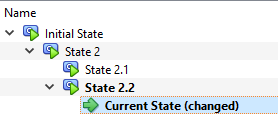 Name
Initial State
State 2
State 2.1
State 2.2
Current State (changed)